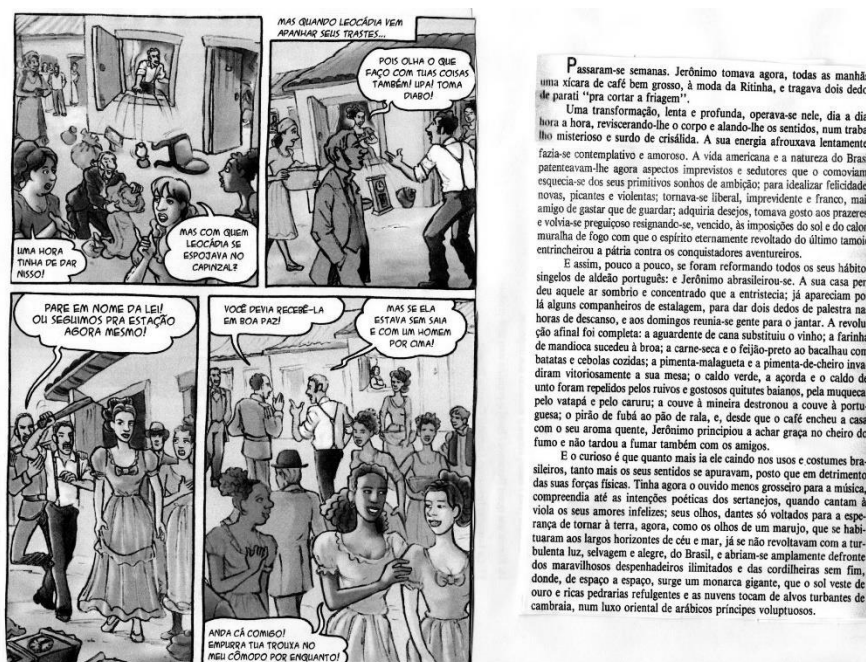 MAS QUANDO LEOCÁDIA VEM
APANHAR SEUS TRASTES...
UMA HORA
TINHA DE DAR
NISSO!
MAS COM QUEM
LEOCÁDIA SE
ESPOJAVA NO
CAPINZAL?
POIS OLHA O QUE
FAÇO COM TUAS COISAS
TAMBÉM! UPA! TOMA
DIABO!
PARE EM NOME DA LEI!
OU SEGUIMOS PRA ESTAÇÃO
AGORA MESMO!
VOCÊ DEVIA RECEBÊ-LA
EM BOA PAZ!
MAS SE ELA
ESTAVA SEM SAIA
E COM UM HOMEM
POR CIMA!
ANDA CÁ COMIGO!
EMPURRA TUA TROUXA NO
MEU CÔMODO POR ENQUANTO!
Passaram-se semanas. Jerônimo tomava agora, todas as manhã
uma xícara de café bem grosso, à moda da Ritinha, e tragava dois dedo
de parati “pra cortar a friagem”.
Uma transformação, lenta e profunda, operava-se nele, dia a dia
hora a hora, reviscerando-lhe o corpo e alando-lhe os sentidos, num traba
lho misterioso e surdo de crisálida. A sua energia afrouxava lentamente
fazia-se contemplativo e amoroso. A vida americana e a natureza do Bras
patenteavam-lhe agora aspectos imprevistos e sedutores que o comoviam
esquecia-se dos seus primitivos sonhos de ambição; para idealizar felicidade
novas, picantes e violentas; tornava-se liberal, imprevidente e franco, mai
amigo de gastar que de guardar; adquiria desejos, tomava gosto aos prazere
e volvia-se preguiçoso resignando-se, vencido, às imposições do sol e do calor
muralha de fogo com que o espírito eternamente revoltado do último tamoi
entrincheirou a pátria contra os conquistadores aventureiros.
E assim, pouco a pouco, se foram reformando todos os seus hábito
singelos de aldeão português: e Jerônimo abrasileirou-se. A sua casa per
deu aquele ar sombrio e concentrado que a entristecia; já apareciam po
lá alguns companheiros de estalagem, para dar dois dedos de palestra na
horas de descanso, e aos domingos reunia-se gente para o jantar. A revolu
ção afinal foi completa: a aguardente de cana substituiu o vinho; a farinha
de mandioca sucedeu à broa; a carne-seca e o feijão-preto ao bacalhau com
batatas e cebolas cozidas; a pimenta-malagueta e a pimenta-de-cheiro inva
diram vitoriosamente a sua mesa; o caldo verde, a açorda e o caldo de
unto foram repelidos pelos ruivos e gostosos quitutes baianos, pela muqueca
pelo vatapá e pelo caruru; a couve à mineira destronou a couve à portu-
guesa; o pirão de fubá ao pão de rala, e, desde que o café encheu a casa
com o seu aroma quente, Jerônimo principiou a achar graça no cheiro do
fumo e não tardou a fumar também com os amigos.
E o curioso é que quanto mais ia ele caindo nos usos e costumes bra-
sileiros, tanto mais os seus sentidos se apuravam, posto que em detrimento
das suas forças físicas. Tinha agora o ouvido menos grosseiro para a música,
compreendia até as intenções poéticas dos sertanejos, quando cantam à
viola os seus amores infelizes; seus olhos, dantes só voltados para a espe-
rança de tornar à terra, agora, como os olhos de um marujo, que se habi-
tuaram aos largos horizontes de céu e mar, já se não revoltavam com a tur-
bulenta luz, selvagem e alegre, do Brasil, e abriam-se amplamente defronte
dos maravilhosos despenhadeiros ilimitados e das cordilheiras sem fim,
donde, de espaço a espaço, surge um monarca gigante, que o sol veste de
ouro e ricas pedrarias refulgentes e as nuvens tocam de alvos turbantes de
cambraia, num luxo oriental de arábicos príncipes voluptuosos.